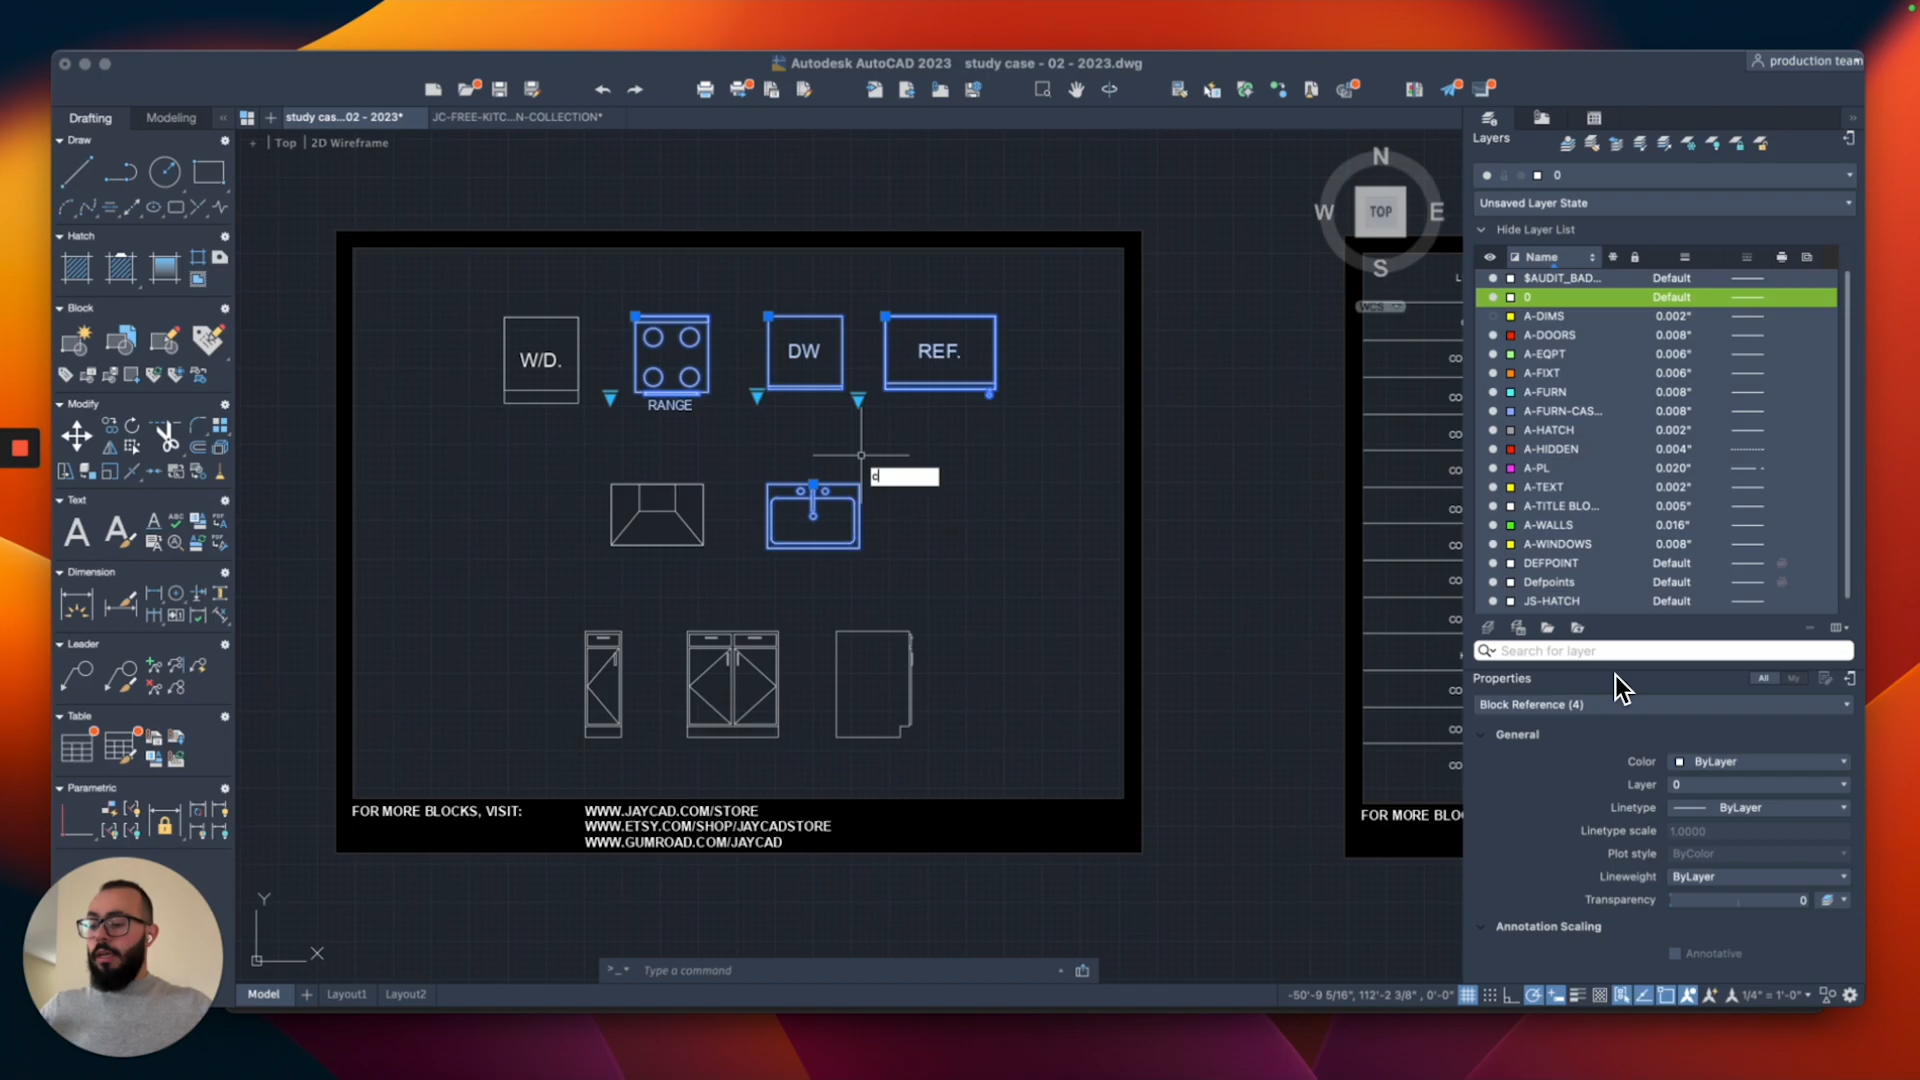 Autodesk AutoCAD 2023 study case - 02 - 2023.dwg
production team
Drafting Modeling
study cas...02 - 2023* JC-FREE-KITC...N-COLLECTION*
Draw
Top 2D Wireframe
Hatch
Block
Modify
Text
Dimension
Leader
Table
Parametric
N
W TOP E
S
WCS
W/D.
RANGE
DW
REF.
c
FOR MORE BLOCKS, VISIT: WWW.JAYCAD.COM/STORE
WWW.ETSY.COM/SHOP/JAYCADSTORE
WWW.GUMROAD.COM/JAYCAD
FOR MORE BLO
Y
X
>_ Type a command
Model Layout1 Layout2
-50'-9 5/16", 112'-2 3/8" , 0'-0"
1/4" = 1'-0"
Layers
0
Unsaved Layer State
Hide Layer List
Name
$AUDIT_BAD... Default
0 Default
A-DIMS 0.002"
A-DOORS 0.008"
A-EQPT 0.006"
A-FIXT 0.006"
A-FURN 0.008"
A-FURN-CAS... 0.008"
A-HATCH 0.002"
A-HIDDEN 0.004"
A-PL 0.020"
A-TEXT 0.002"
A-TITLE BLO... 0.005"
A-WALLS 0.016"
A-WINDOWS 0.008"
DEFPOINT Default
Defpoints Default
JS-HATCH Default
Search for layer
Properties All My
Block Reference (4)
General
Color ByLayer
Layer 0
Linetype ByLayer
Linetype scale 1.0000
Plot style ByColor
Lineweight ByLayer
Transparency 0
Annotation Scaling
Annotative